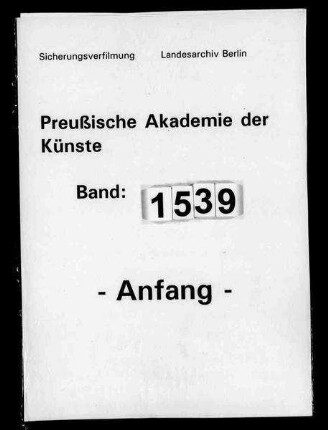 Sicherungsverfilmung Landesarchiv Berlin
Preußische Akademie der
Künste
Band: 1539
- Anfang -